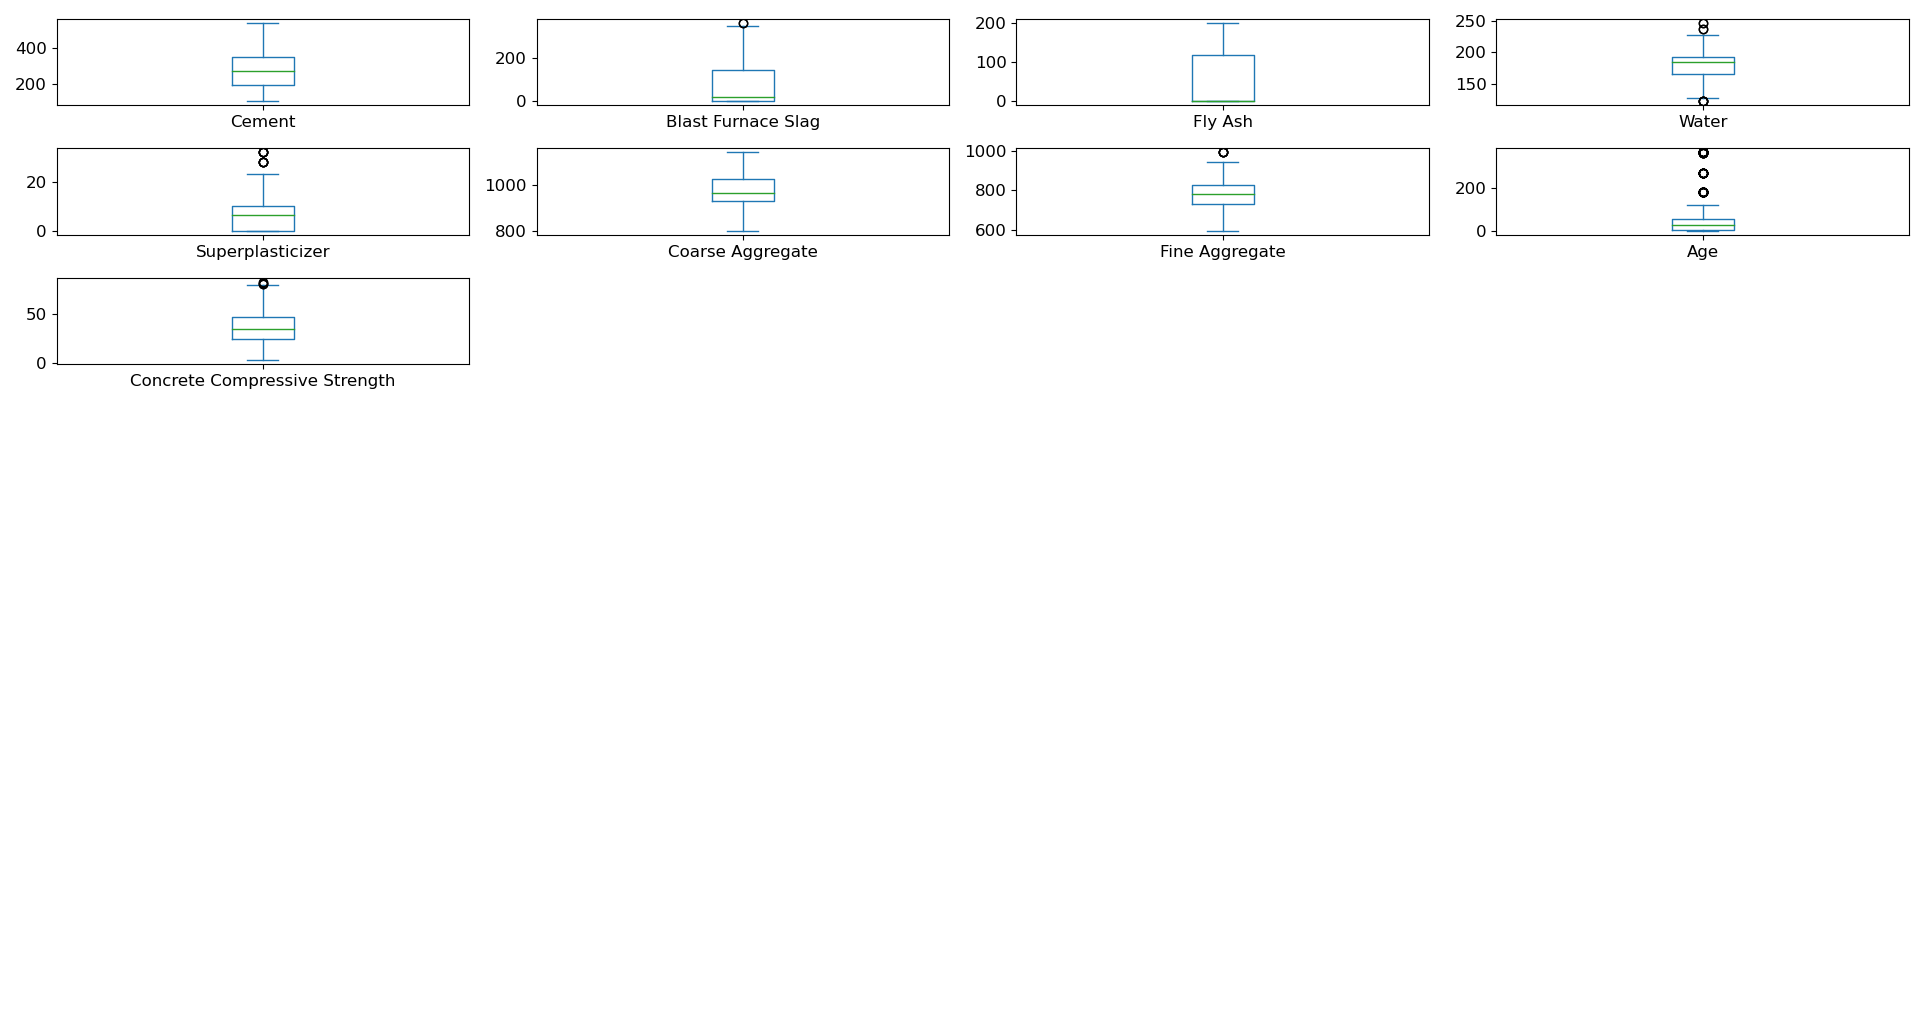 400
200
Cement
200
0
Blast Furnace Slag
200
100
0
Fly Ash
250
200
150
Water
20
0
Superplasticizer
1000
800
Coarse Aggregate
1000
800
600
Fine Aggregate
200
0
Age
50
0
Concrete Compressive Strength